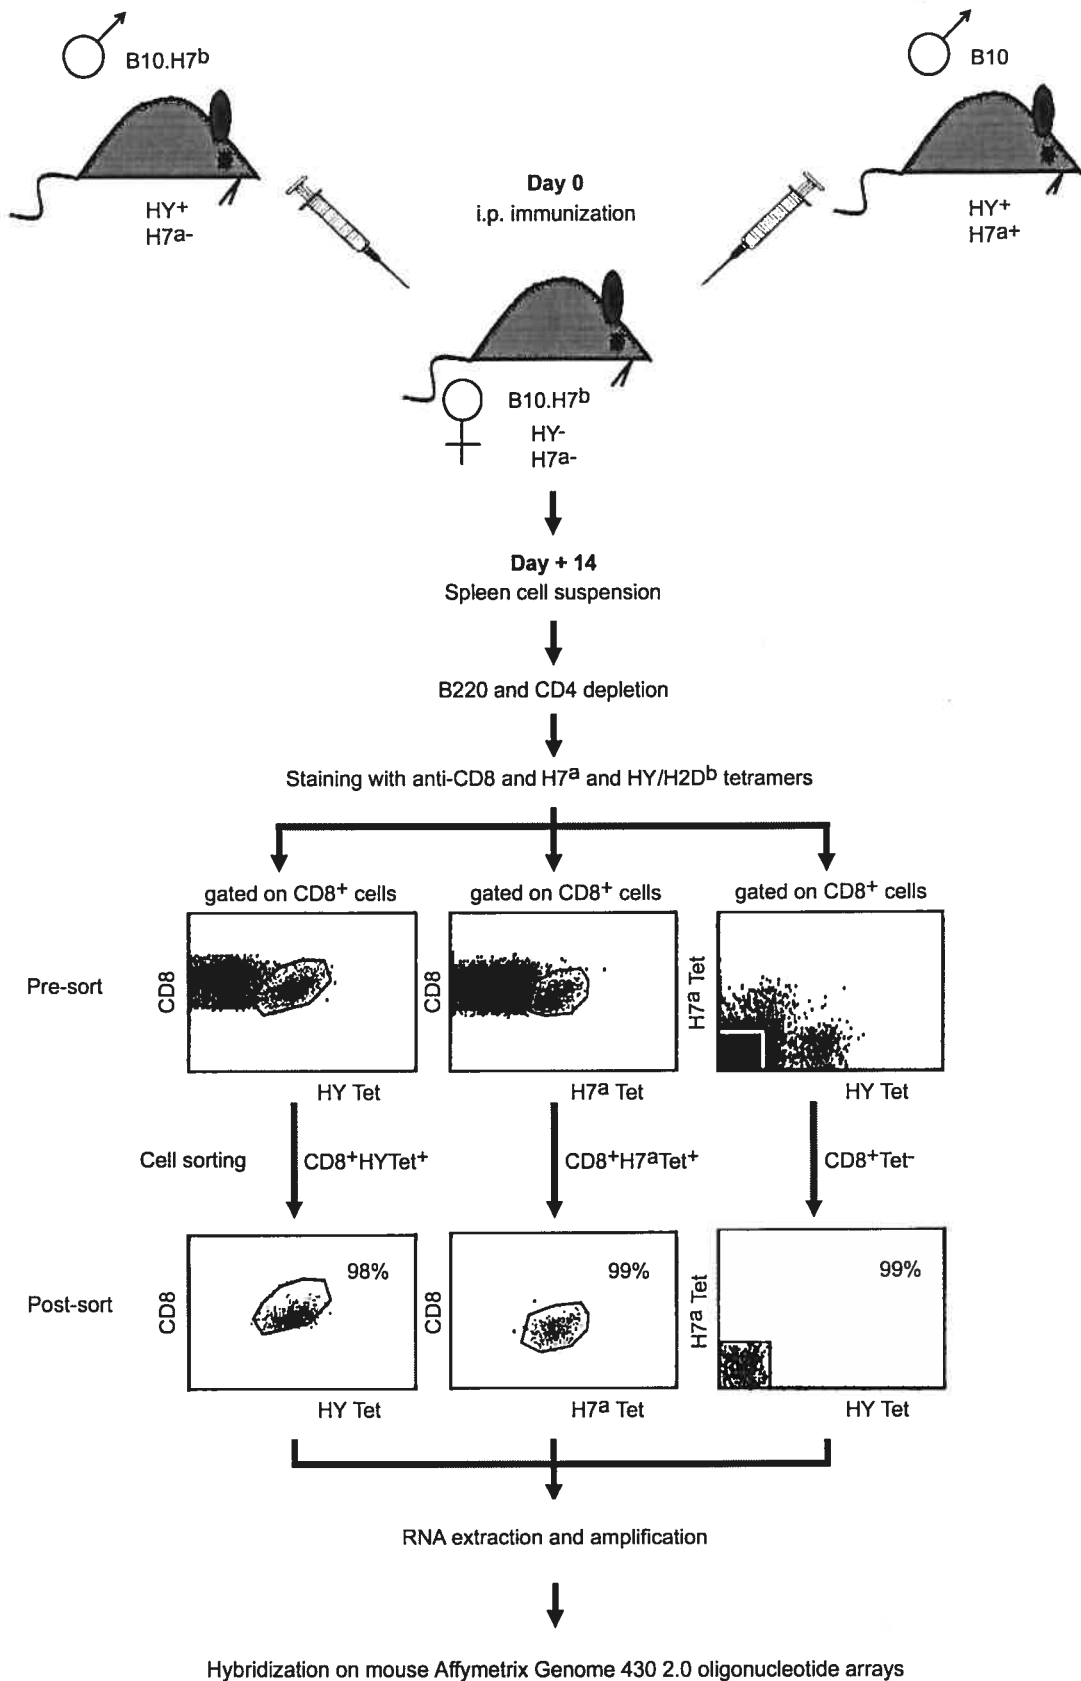 B10.H7b
B10
HY+
H7a-
Day 0
i.p. immunization
HY+
H7a+
B10.H7b
HY-
H7a-
Day + 14
Spleen cell suspension
B220 and CD4 depletion
Staining with anti-CD8 and H7a and HY/H2Db tetramers
gated on CD8+ cells
gated on CD8+ cells
gated on CD8+ cells
Pre-sort
CD8
CD8
H7a Tet
HY Tet
H7a Tet
HY Tet
Cell sorting
CD8+HYTet+
CD8+H7aTet+
CD8+Tet-
Post-sort
CD8
98%
CD8
99%
H7a Tet
99%
HY Tet
H7a Tet
HY Tet
RNA extraction and amplification
Hybridization on mouse Affymetrix Genome 430 2.0 oligonucleotide arrays